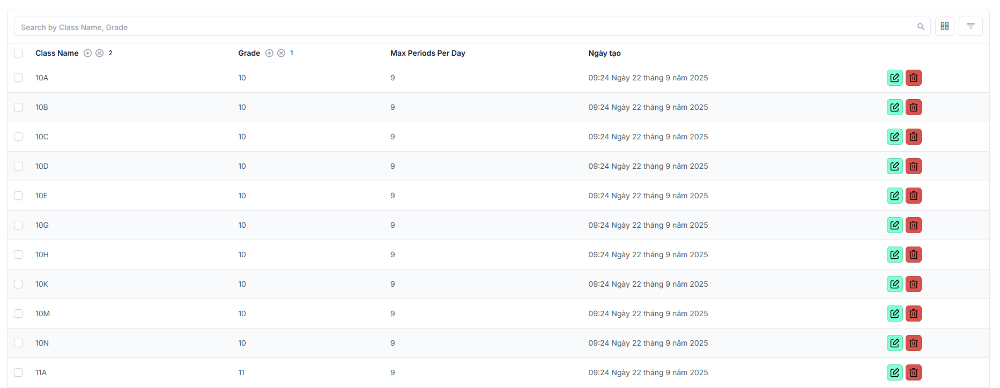 Search by Class Name, Grade
Class Name 2 Grade 1 Max Periods Per Day Ngày tạo
10A 10 9 09:24 Ngày 22 tháng 9 năm 2025
10B 10 9 09:24 Ngày 22 tháng 9 năm 2025
10C 10 9 09:24 Ngày 22 tháng 9 năm 2025
10D 10 9 09:24 Ngày 22 tháng 9 năm 2025
10E 10 9 09:24 Ngày 22 tháng 9 năm 2025
10G 10 9 09:24 Ngày 22 tháng 9 năm 2025
10H 10 9 09:24 Ngày 22 tháng 9 năm 2025
10K 10 9 09:24 Ngày 22 tháng 9 năm 2025
10M 10 9 09:24 Ngày 22 tháng 9 năm 2025
10N 10 9 09:24 Ngày 22 tháng 9 năm 2025
11A 11 9 09:24 Ngày 22 tháng 9 năm 2025